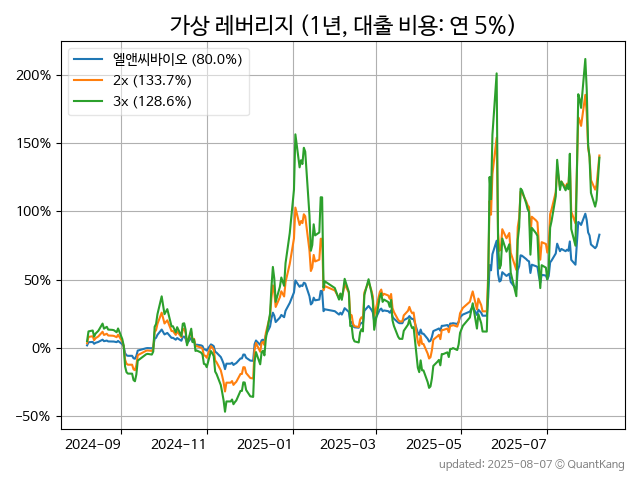 가상 레버리지 (1년, 대출 비용: 연 5%)
엘앤씨바이오 (80.0%)
2x (133.7%)
3x (128.6%)
200%
150%
100%
50%
0%
−50%
2024-09
2024-11
2025-01
2025-03
2025-05
2025-07
updated: 2025-08-07 © QuantKang